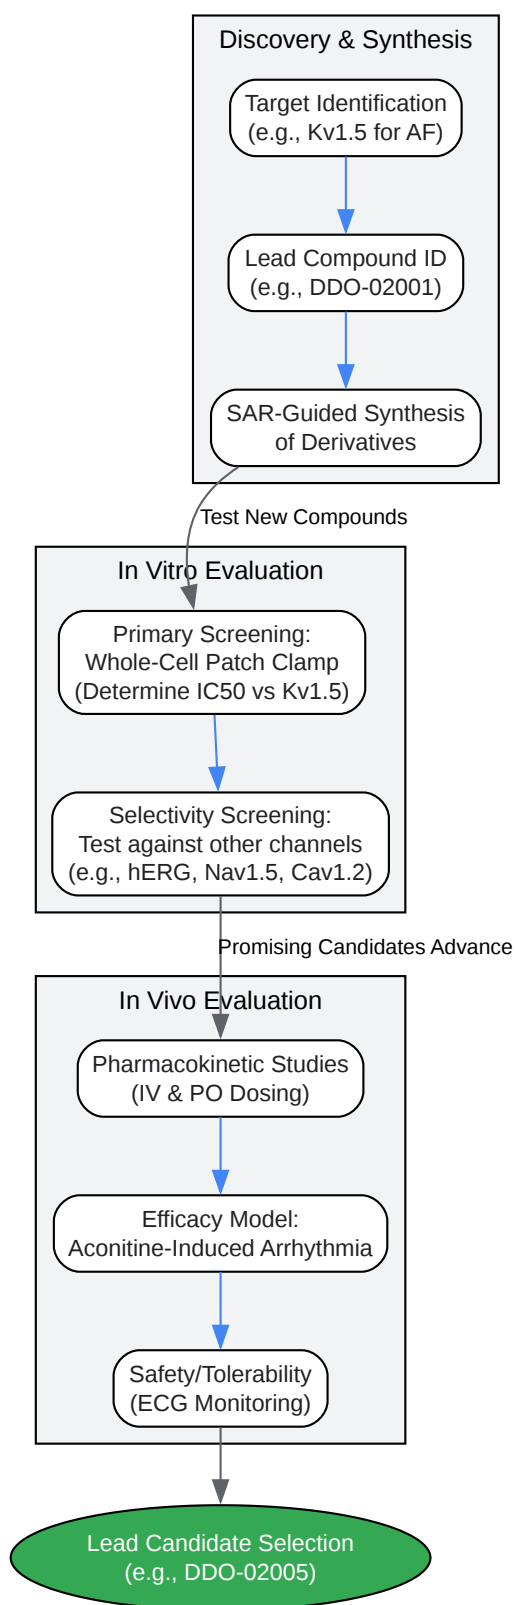 Discovery & Synthesis
Target Identification
(e.g., Kv1.5 for AF)
Lead Compound ID
(e.g., DDO-02001)
SAR-Guided Synthesis
of Derivatives
Test New Compounds
In Vitro Evaluation
Primary Screening:
Whole-Cell Patch Clamp
(Determine IC50 vs Kv1.5)
Selectivity Screening:
Test against other channels
(e.g., hERG, Nav1.5, Cav1.2)
Promising Candidates Advance
In Vivo Evaluation
Pharmacokinetic Studies
(IV & PO Dosing)
Efficacy Model:
Aconitine-Induced Arrhythmia
Safety/Tolerability
(ECG Monitoring)
Lead Candidate Selection
(e.g., DDO-02005)